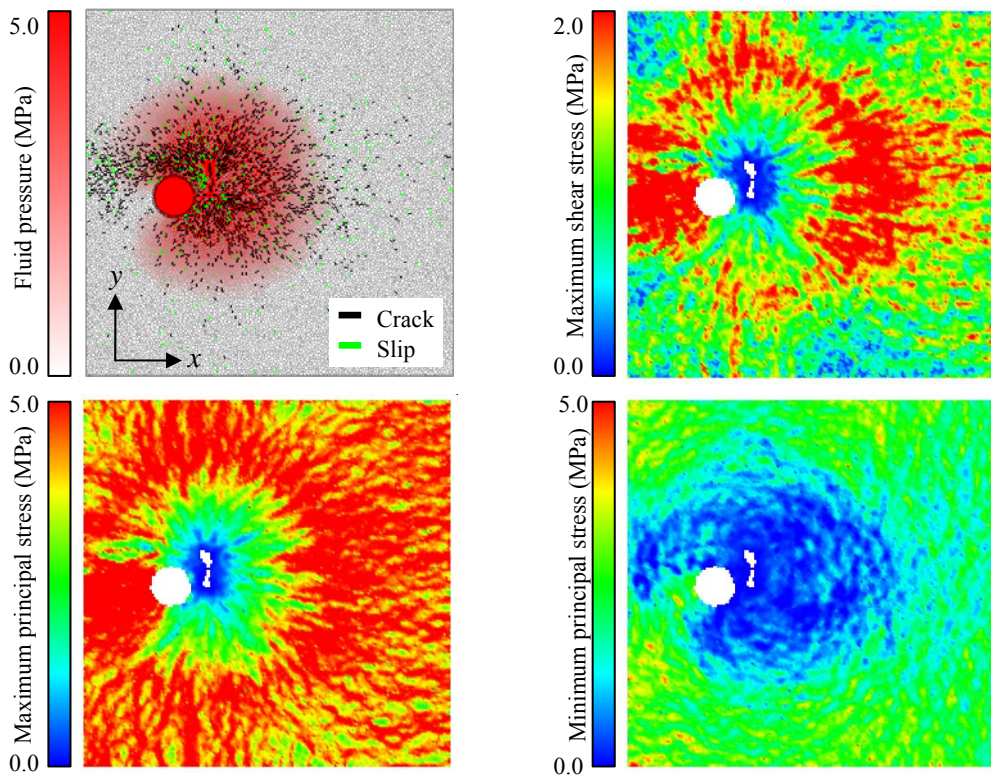 5.0
Fluid pressure (MPa)
0.0
y
x
Crack
Slip
2.0
Maximum shear stress (MPa)
0.0
5.0
Maximum principal stress (MPa)
0.0
5.0
Minimum principal stress (MPa)
0.0